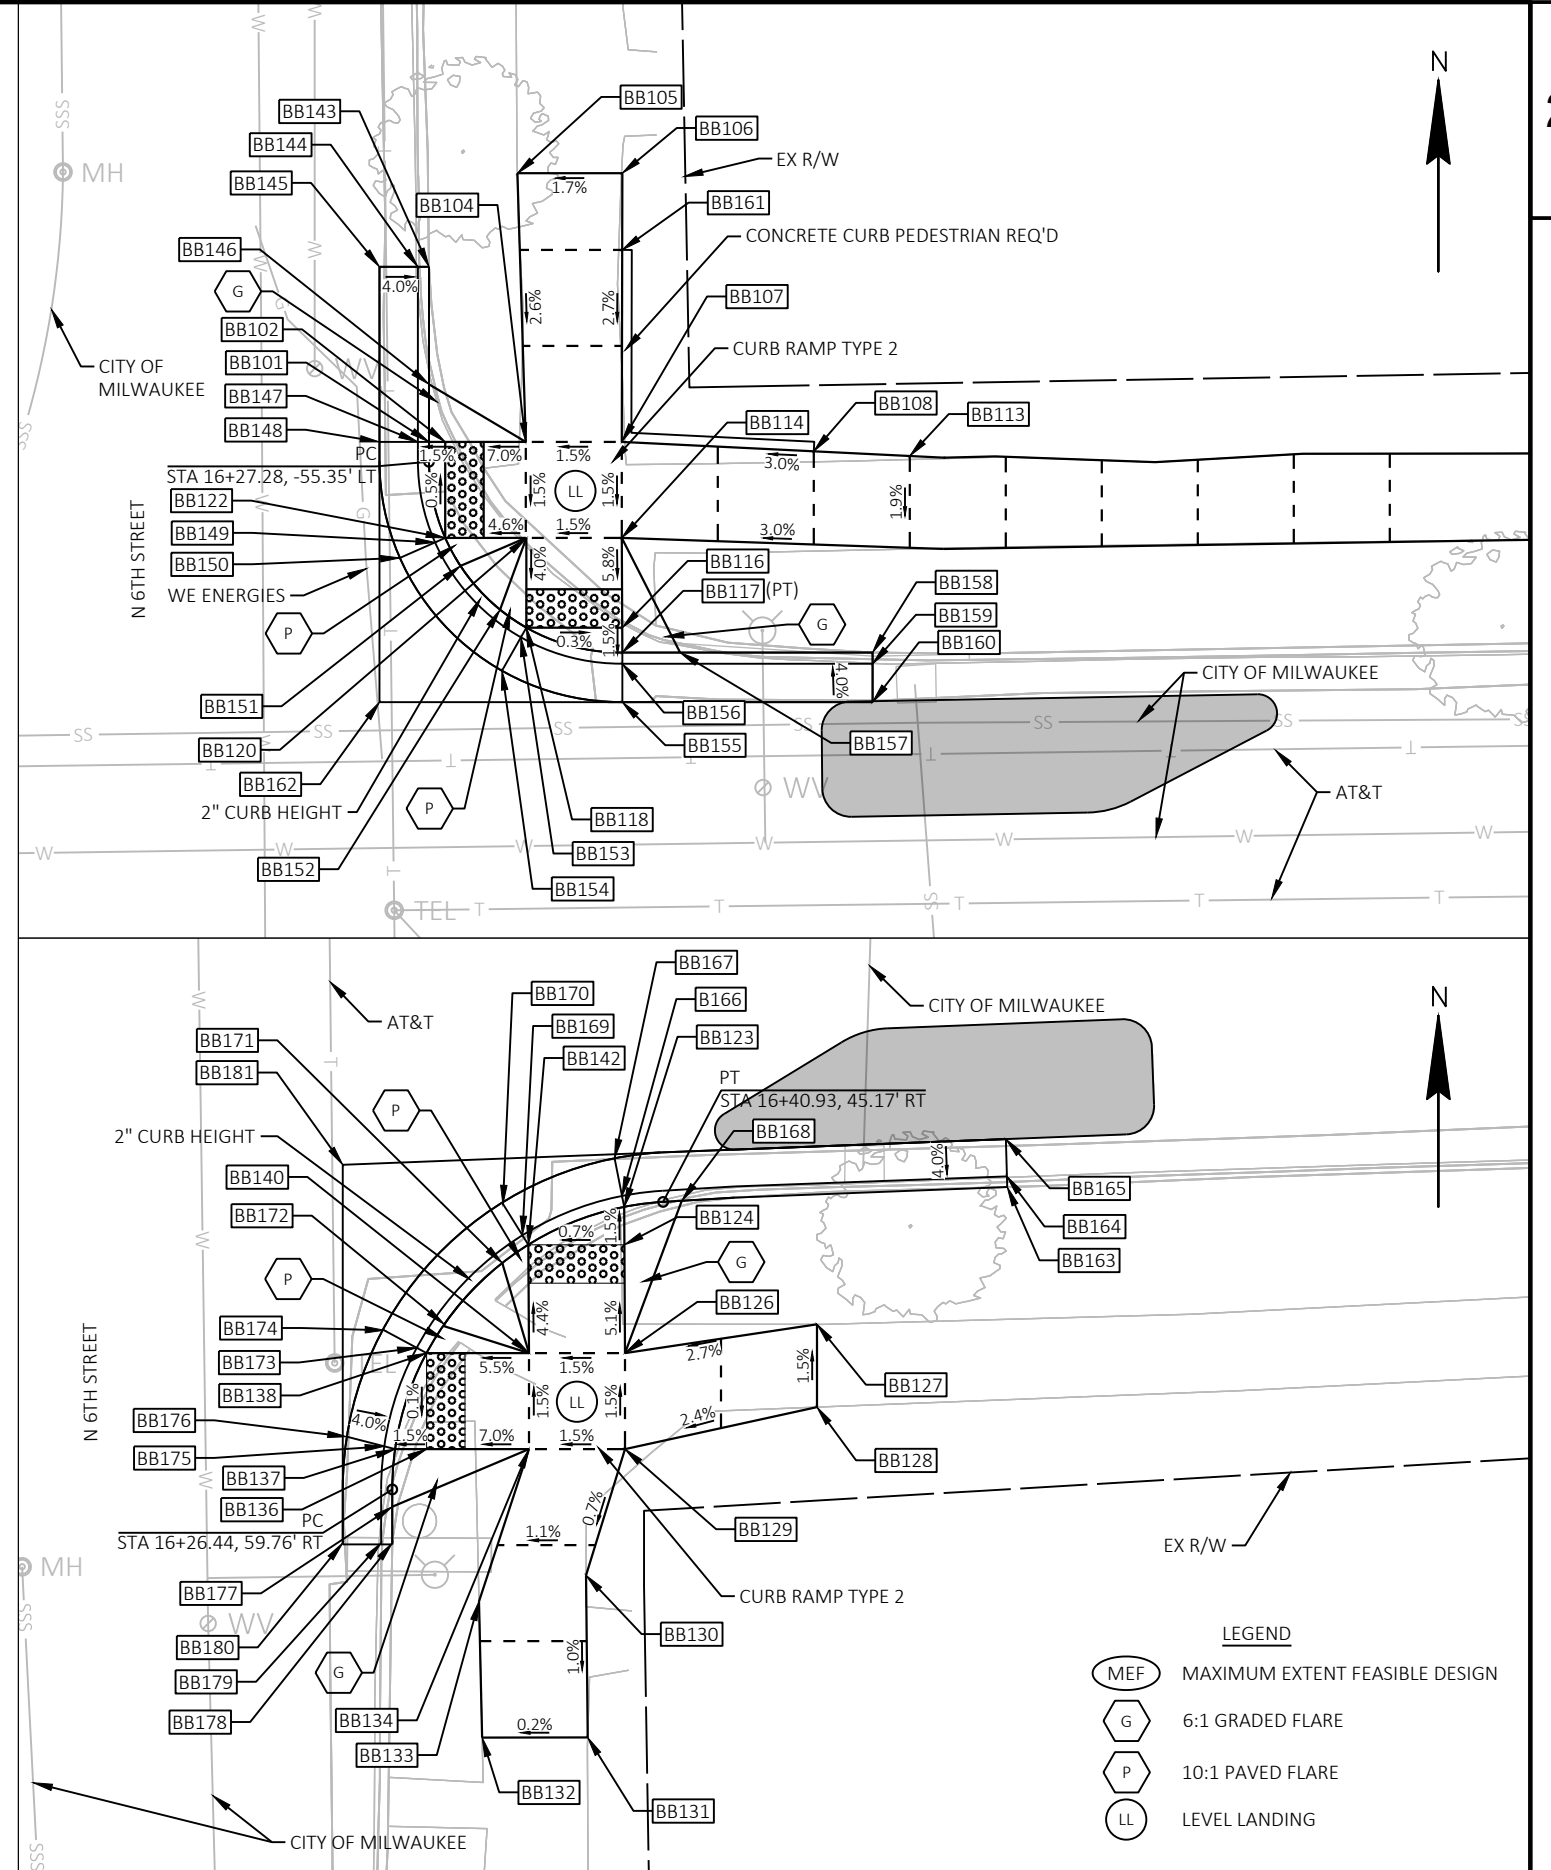 BB105
BB143
BB106
N
BB144
EX R/W
MH
BB145
1.7%
BB104
BB161
CONCRETE CURB PEDESTRIAN REQ'D
BB146
4.0%
G
2.6%
2.7%
BB107
BB102
CURB RAMP TYPE 2
BB101
WV
CITY OF
MILWAUKEE
BB147
BB108
BB113
BB114
BB148
PC
1.5%
7.0%
1.5%
3.0%
STA 16+27.28, -55.35' LT
0.5%
1.5%
LL
1.5%
1.9%
BB122
N 6TH STREET
BB149
4.6%
1.5%
3.0%
BB150
4.0%
5.8%
BB116
BB158
WE ENERGIES
BB117 (PT)
BB159
P
0.3%
1.5%
G
BB160
4.0%
CITY OF MILWAUKEE
BB151
BB156
SS
SS
SS
SS
SS
SS
BB120
BB155
BB157
T
T
T
T
T
BB162
WV
AT&T
2" CURB HEIGHT
P
BB118
W
W
W
W
W
W
W
BB152
BB153
BB154
TEL
T
T
T
T
T
BB167
BB170
B166
CITY OF MILWAUKEE
N
AT&T
BB169
BB171
BB142
BB123
BB181
PT
STA 16+40.93, 45.17' RT
P
2" CURB HEIGHT
BB168
BB140
4.0%
BB165
BB172
0.7%
1.5%
BB124
BB164
G
BB163
P
4.4%
5.1%
BB126
BB174
2.7%
N 6TH STREET
BB173
5.5%
1.5%
1.5%
BB127
BB138
0.1%
1.5%
LL
1.5%
BB176
4.0%
1.5%
7.0%
1.5%
2.4%
BB175
BB128
BB137
BB136
PC
0.7%
BB129
STA 16+26.44, 59.76' RT
1.1%
EX R/W
MH
BB177
CURB RAMP TYPE 2
WV
BB180
BB130
LEGEND
G
1.0%
MEF MAXIMUM EXTENT FEASIBLE DESIGN
BB179
BB178
BB134
0.2%
G 6:1 GRADED FLARE
BB133
P 10:1 PAVED FLARE
BB132
BB131
LL LEVEL LANDING
CITY OF MILWAUKEE